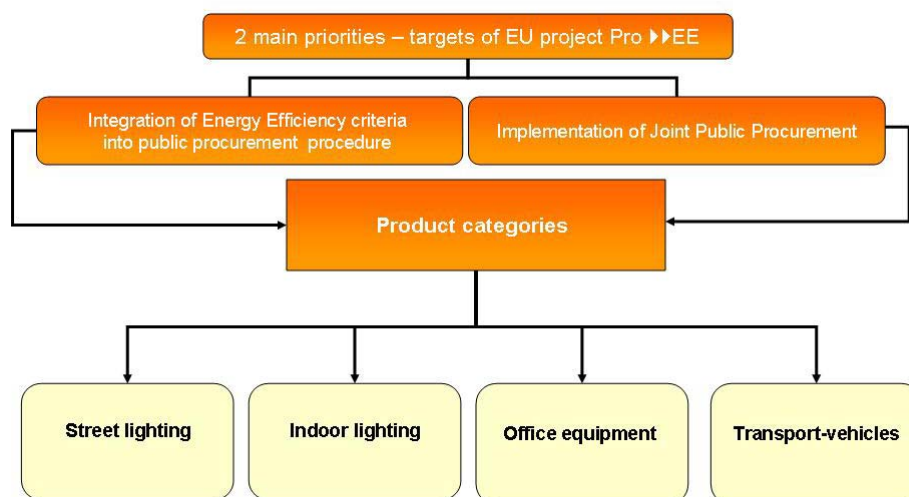 2 main priorities – targets of EU project Pro ▶▶EE
Integration of Energy Efficiency criteria
into public procurement procedure
Implementation of Joint Public Procurement
Product categories
Street lighting
Indoor lighting
Office equipment
Transport-vehicles